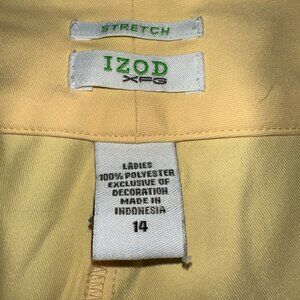 STRETCH
IZOD
XFG
LADIES
100% POLYESTER
EXCLUSIVE OF
DECORATION
MADE IN
INDONESIA
14